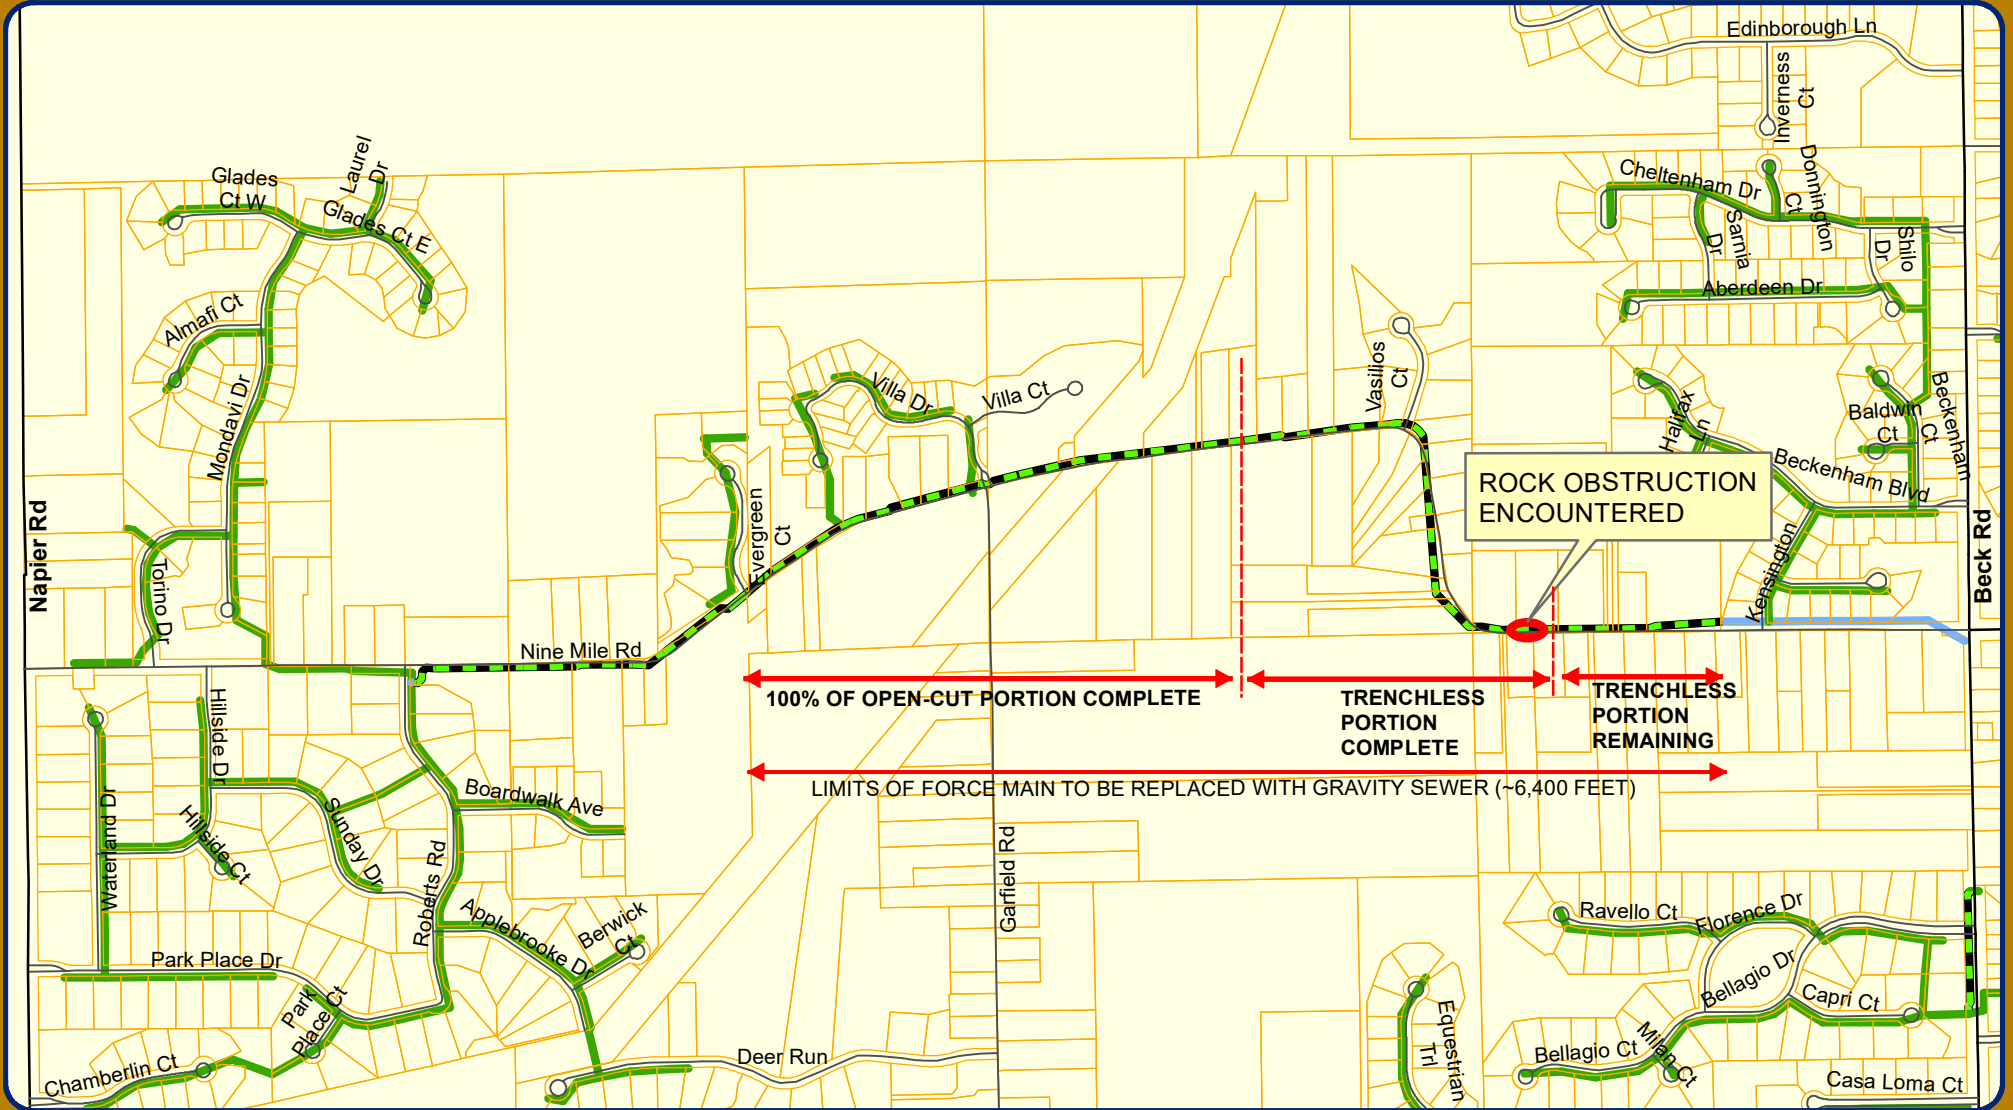 Edinborough Ln
Inverness
Ct
Laurel
Dr
Glades
Ct W
Glades Ct E
Cheltenham Dr
Donnington
Ct
Sarnia
Dr
Shilo
Dr
Aberdeen Dr
Almafi Ct
Mondavi Dr
Villa Dr
Villa Ct
Vasilios
Ct
Halifax
Ln
Baldwin
Ct
Beckenham
Ct
Beckenham Blvd
ROCK OBSTRUCTION
ENCOUNTERED
Napier Rd
Evergreen
Ct
Torino Dr
Kensington
Beck Rd
Nine Mile Rd
100% OF OPEN-CUT PORTION COMPLETE
TRENCHLESS
PORTION
COMPLETE
TRENCHLESS
PORTION
REMAINING
LIMITS OF FORCE MAIN TO BE REPLACED WITH GRAVITY SEWER (~6,400 FEET)
Hillside Dr
Waterland Dr
Hillside Ct
Sunday Dr
Boardwalk Ave
Roberts Rd
Garfield Rd
Applebrooke Dr
Berwick
Ct
Ravello Ct
Florence Dr
Park Place Dr
Park
Place Ct
Bellagio Dr
Capri Ct
Equestrian
Trl
Bellagio Ct
Milan Ct
Deer Run
Chamberlin Ct
Casa Loma Ct